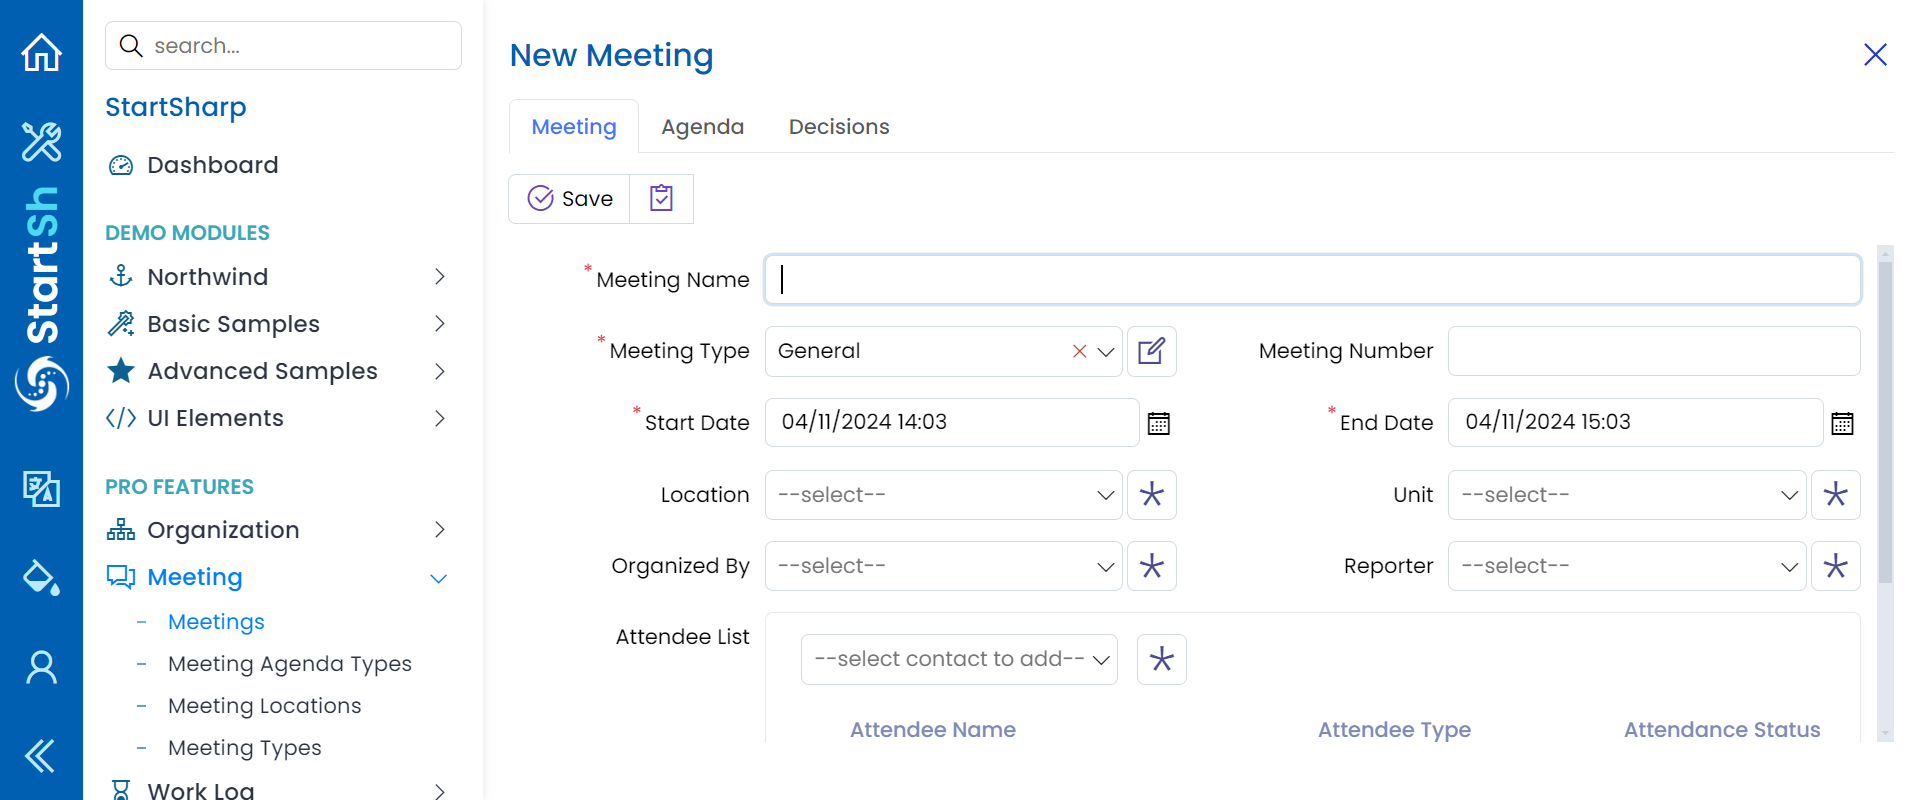 search...
StartSharp
Dashboard
DEMO MODULES
Northwind
Basic Samples
Advanced Samples
UI Elements
PRO FEATURES
Organization
Meeting
- Meetings
- Meeting Agenda Types
- Meeting Locations
- Meeting Types
Work Log
StartSh
New Meeting
Meeting Agenda Decisions
Save
* Meeting Name
* Meeting Type General
Meeting Number
* Start Date 04/11/2024 14:03
* End Date 04/11/2024 15:03
Location --select--
Unit --select--
Organized By --select--
Reporter --select--
Attendee List
--select contact to add--
Attendee Name Attendee Type Attendance Status